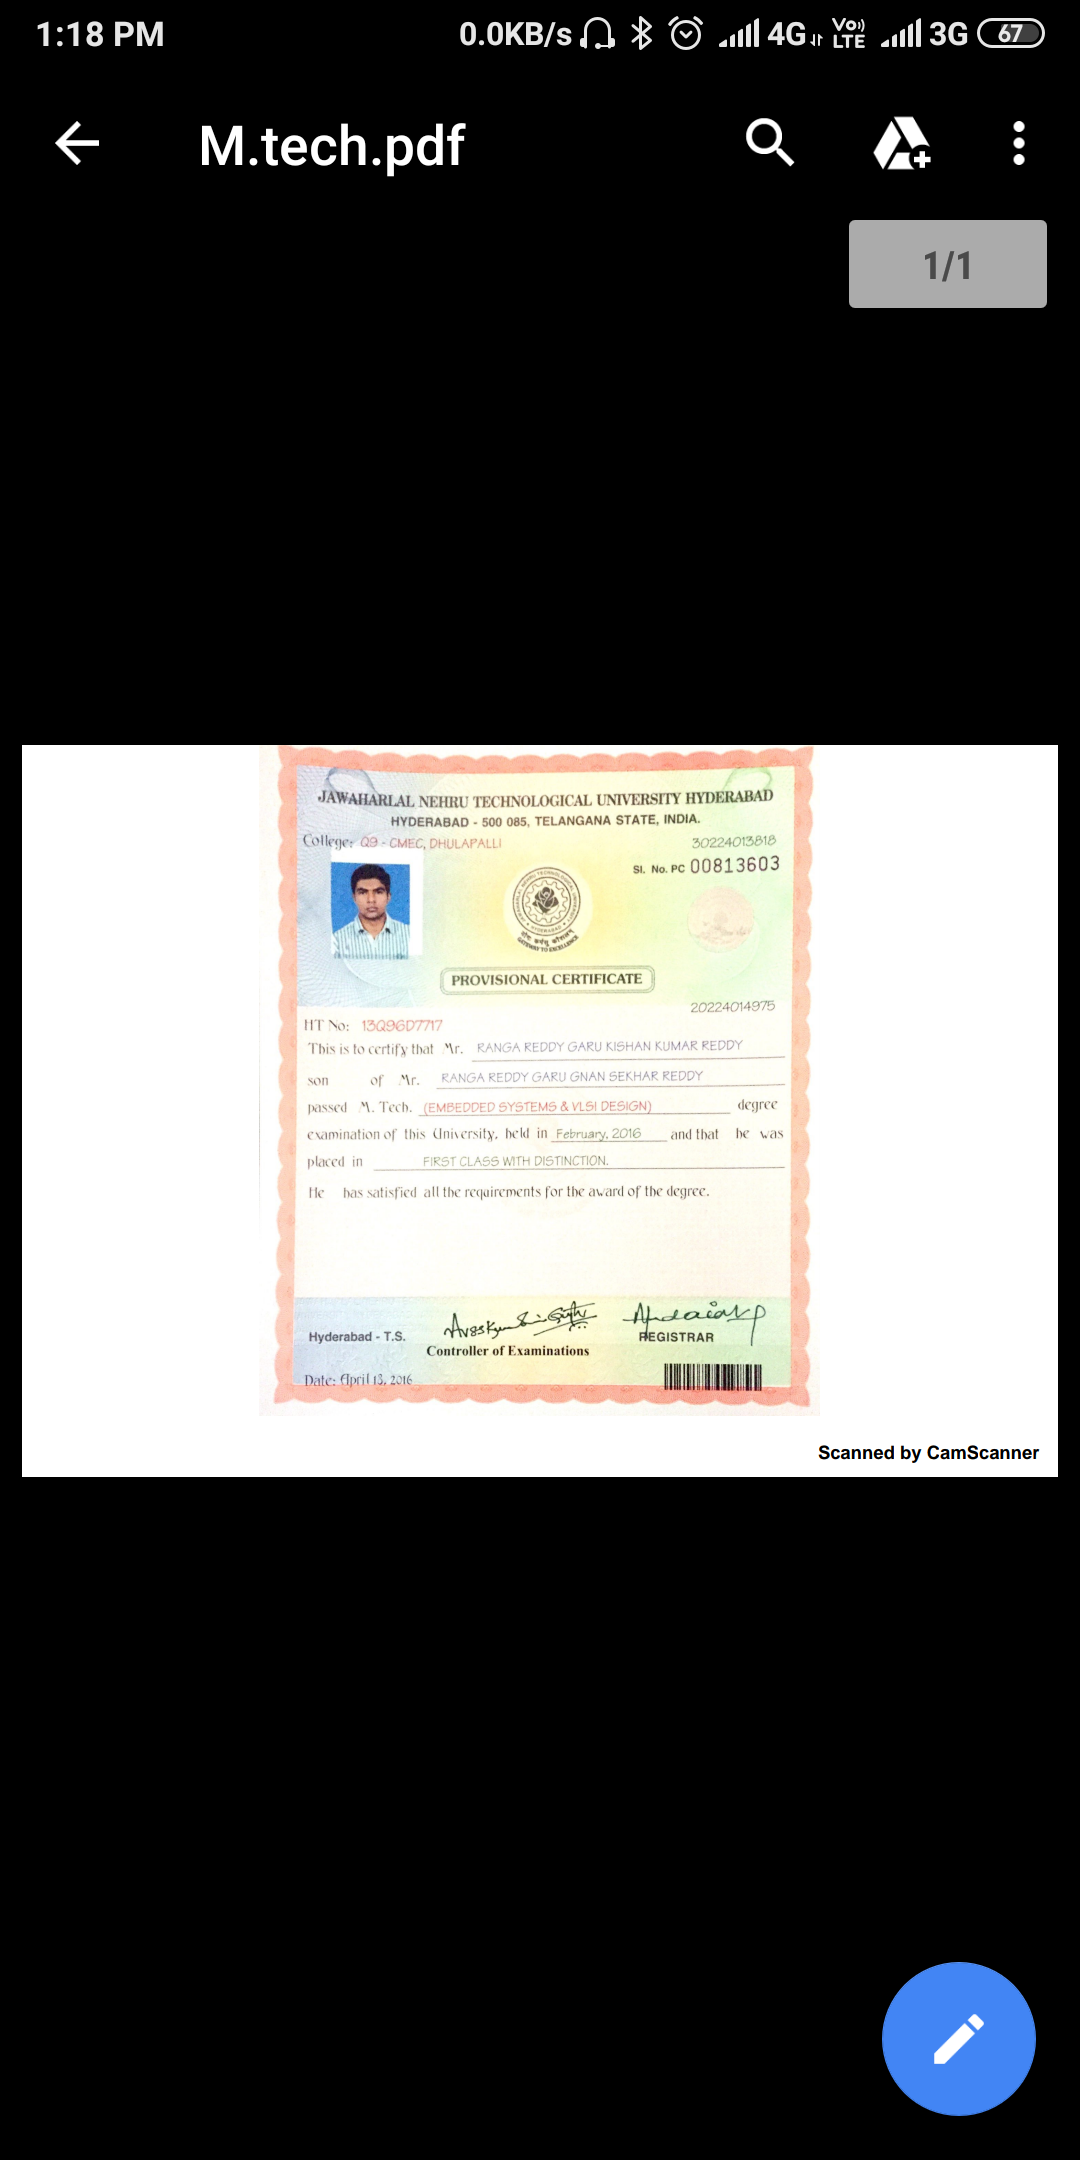 1:18 PM 0.0KB/s 4G Vo)) LTE 3G 67
M.tech.pdf
1/1
JAWAHARLAL NEHRU TECHNOLOGICAL UNIVERSITY HYDERABAD
HYDERABAD - 500 085, TELANGANA STATE, INDIA.
College: Q9 - CMEC, DHULAPALLI 30224013818
Sl. No. PC 00813603
PROVISIONAL CERTIFICATE
20224014975
HT No: 13Q96D7717
This is to certify that Mr. RANGA REDDY GARU KISHAN KUMAR REDDY
son of Mr. RANGA REDDY GARU GNAN SEKHAR REDDY
passed M. Tech. (EMBEDDED SYSTEMS & VLSI DESIGN) degree
examination of this University, held in February, 2016 and that he was
placed in FIRST CLASS WITH DISTINCTION.
He has satisfied all the requirements for the award of the degree.
Hyderabad - T.S.
Controller of Examinations
REGISTRAR
Date: April 13, 2016
Scanned by CamScanner